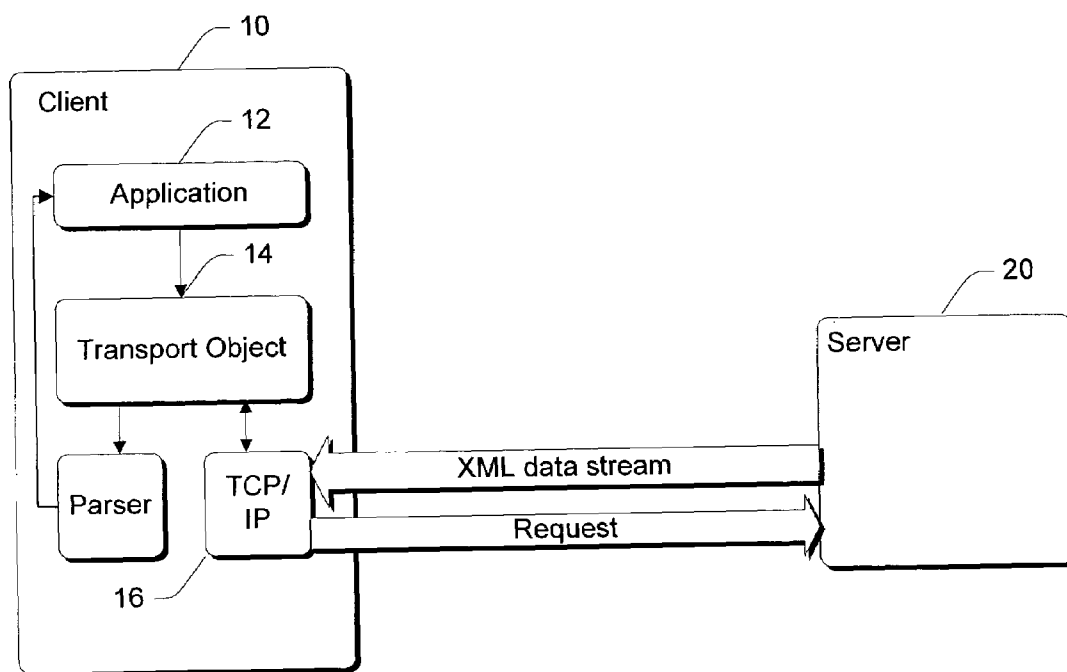 10
Client
12
Application
14
Transport Object
20
Server
XML data stream
Parser
TCP/
IP
Request
16